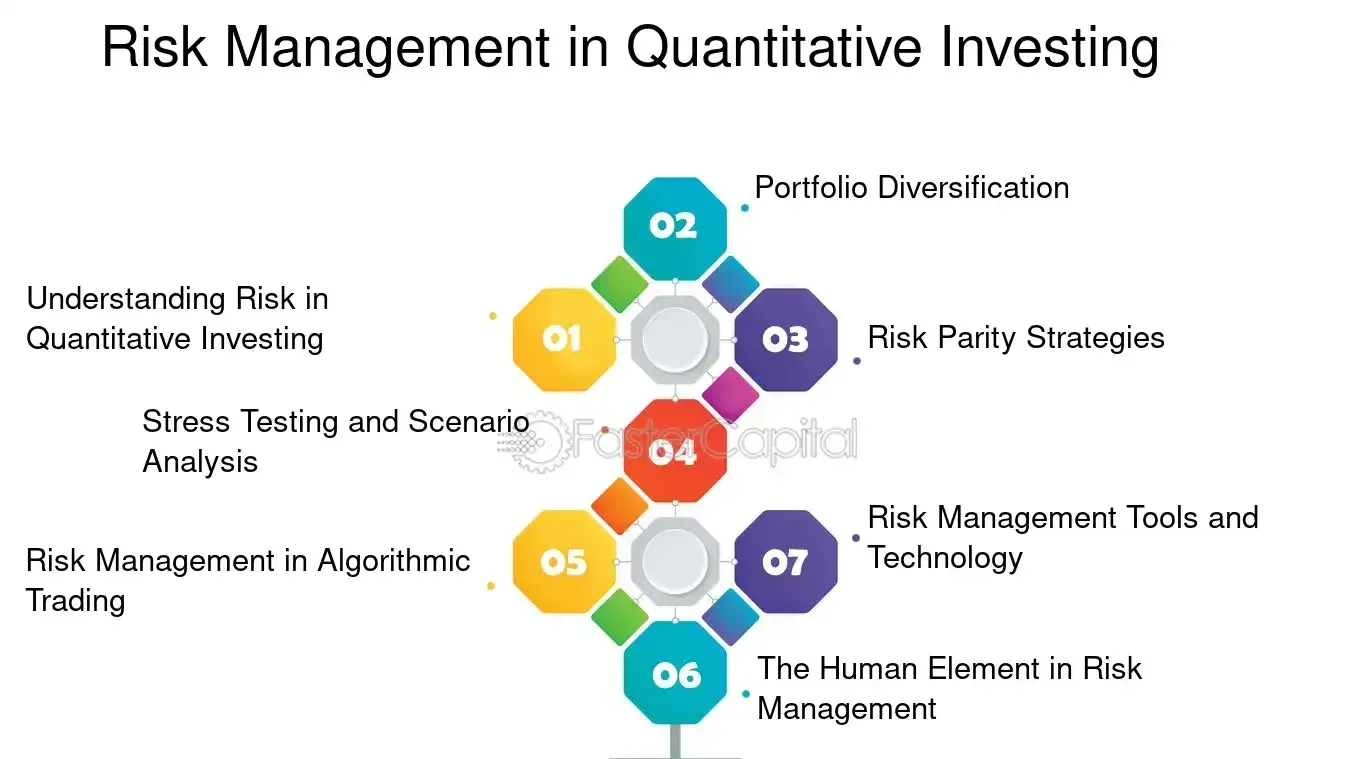 Risk Management in Quantitative Investing
02
Portfolio Diversification
Understanding Risk in
Quantitative Investing
01
03
Risk Parity Strategies
Stress Testing and Scenario
Analysis
04
FasterCapital
Risk Management in Algorithmic
Trading
05
07
Risk Management Tools and
Technology
06
The Human Element in Risk
Management